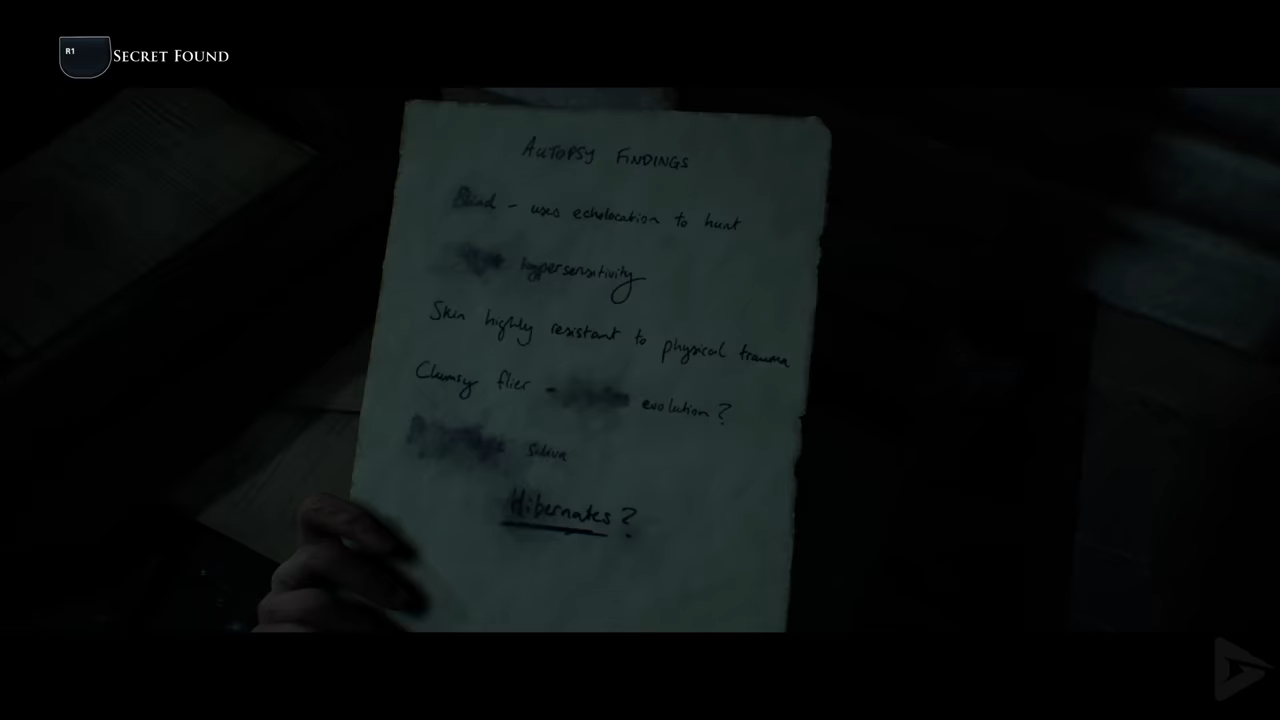 R1
SECRET FOUND
AUTOPSY FINDINGS
Blind - uses echolocation to hunt
hypersensitivity
Skin highly resistant to physical trauma
Clumsy flier - evolution?
saliva
Hibernates?